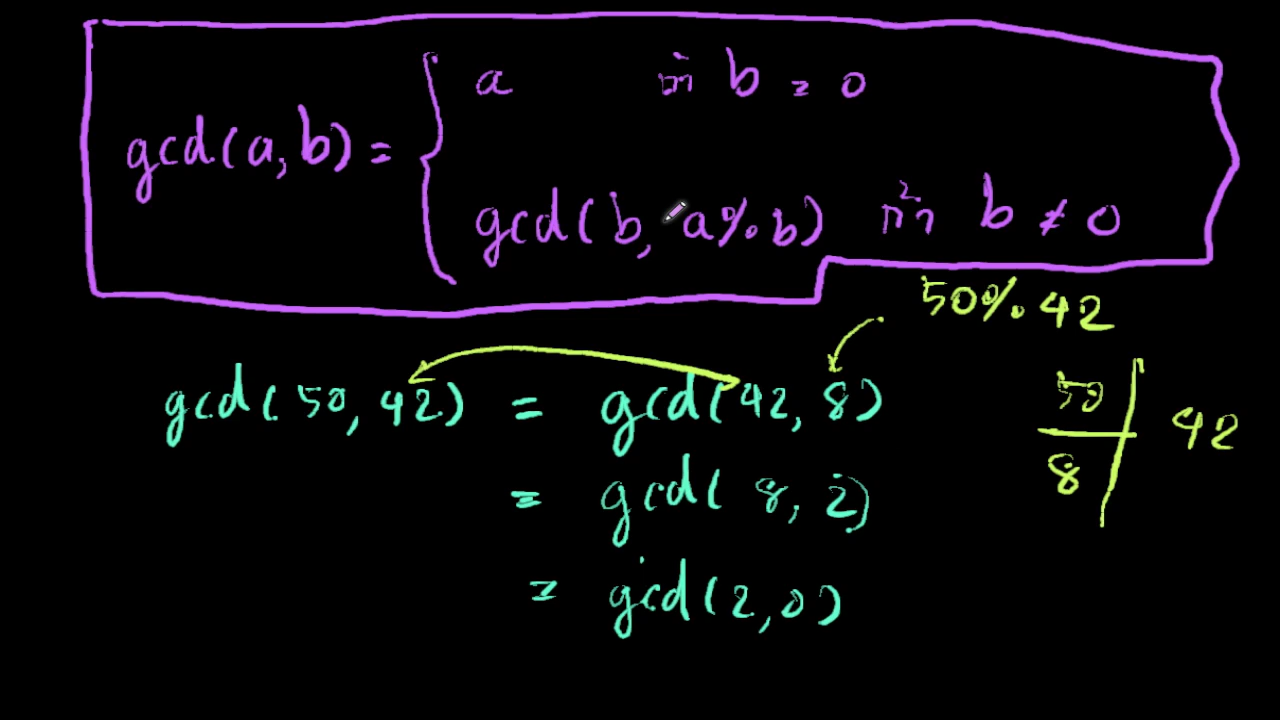 gcd(a, b) = { a ถ้า b = 0
gcd(b, a%b) ถ้า b ≠ 0
50%42
gcd(50, 42) = gcd(42, 8)
50 42
8
= gcd(8, 2)
= gcd(2, 0)